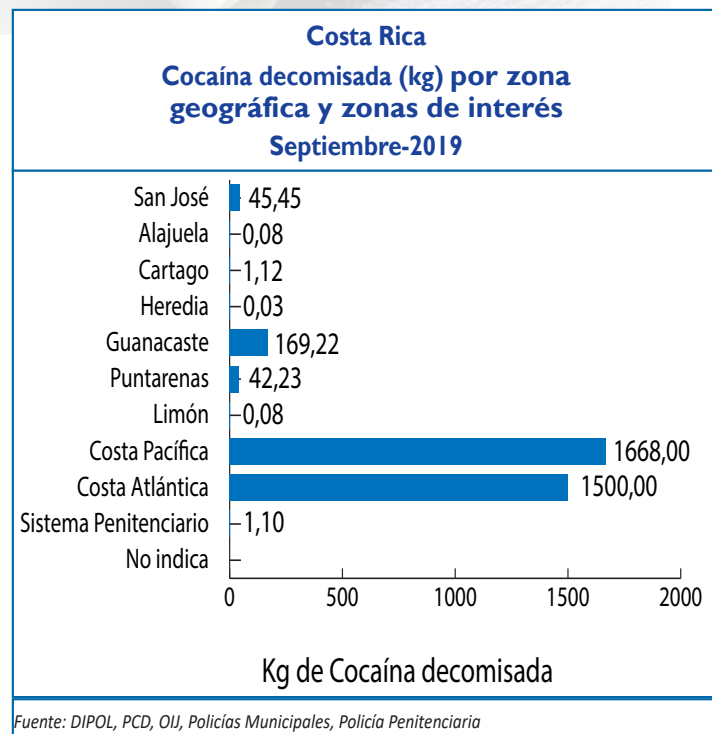 Costa Rica
Cocaína decomisada (kg) por zona
geográfica y zonas de interés
Septiembre-2019
San José 45,45
Alajuela 0,08
Cartago 1,12
Heredia 0,03
Guanacaste 169,22
Puntarenas 42,23
Limón 0,08
Costa Pacífica 1668,00
Costa Atlántica 1500,00
Sistema Penitenciario 1,10
No indica
0 500 1000 1500 2000
Kg de Cocaína decomisada
Fuente: DIPOL, PCD, OIJ, Policías Municipales, Policía Penitenciaria